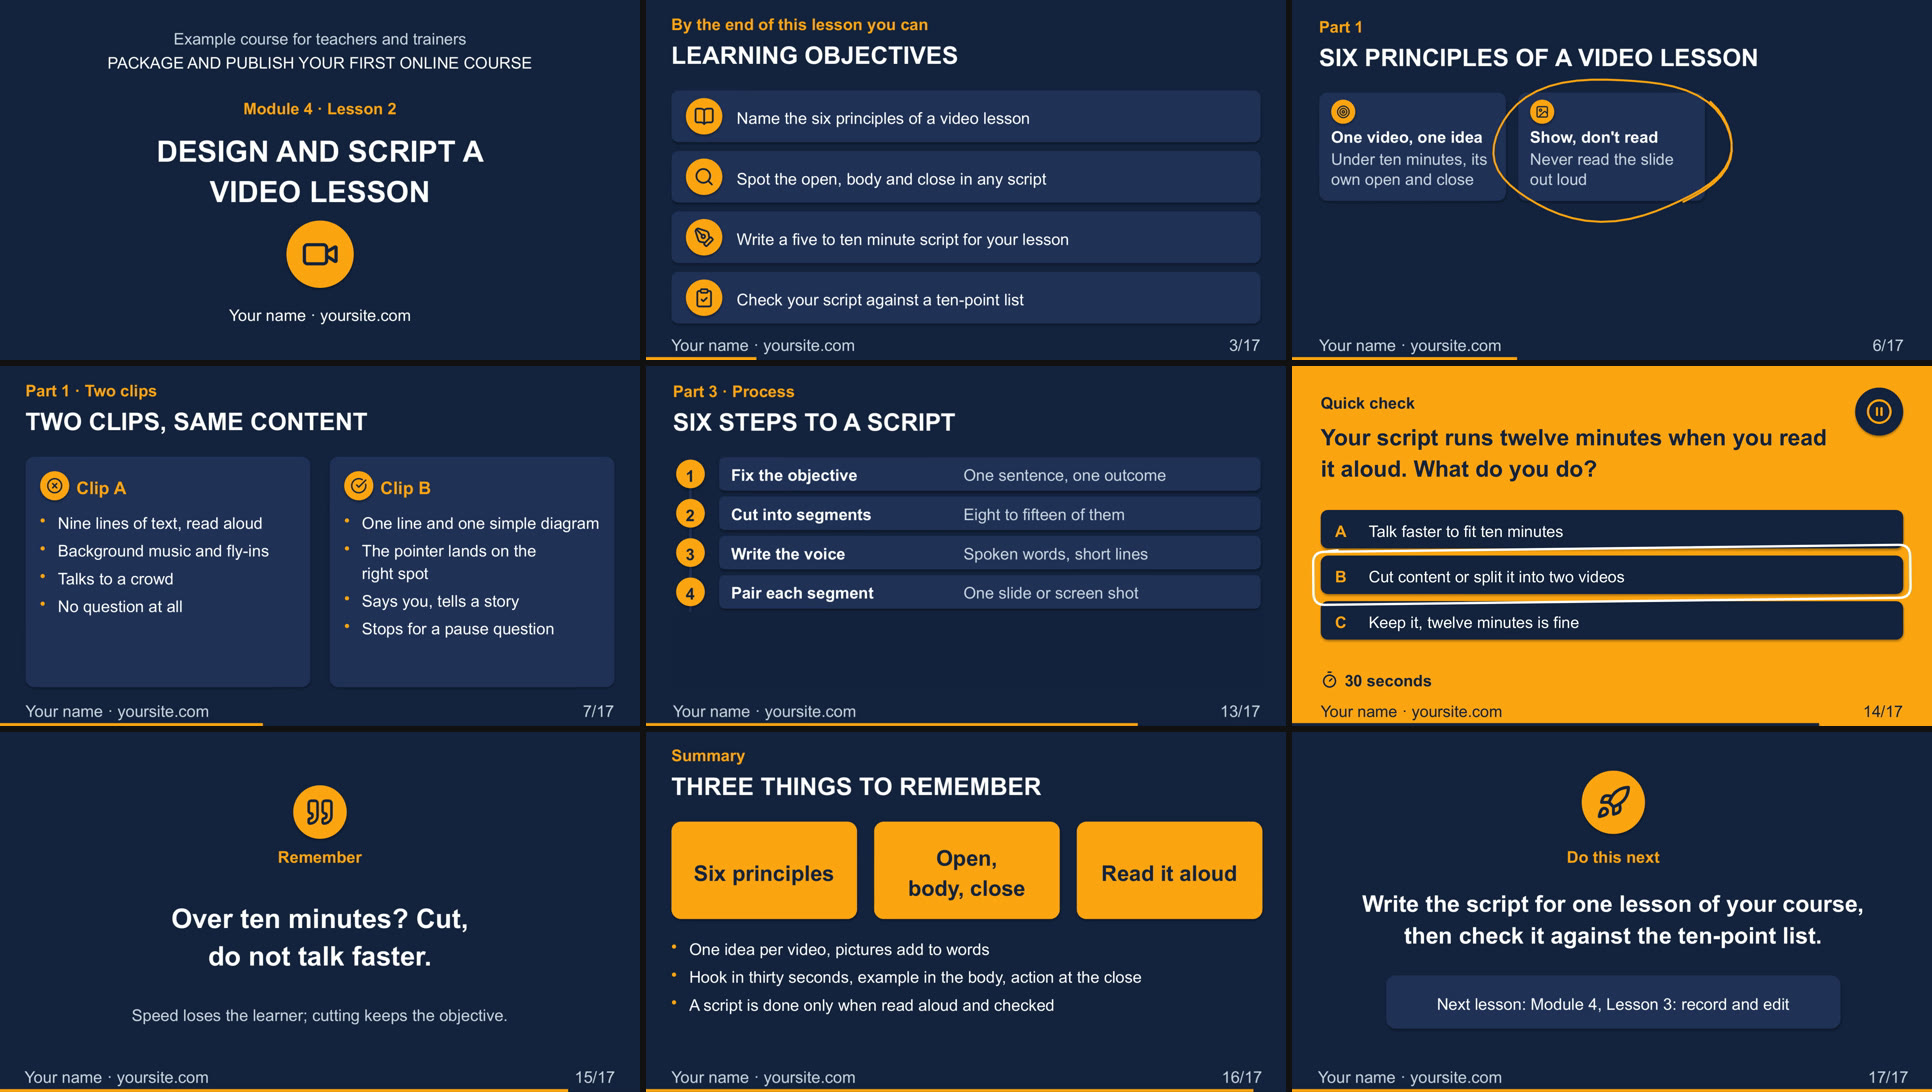 Example course for teachers and trainers
PACKAGE AND PUBLISH YOUR FIRST ONLINE COURSE
Module 4 · Lesson 2
DESIGN AND SCRIPT A
VIDEO LESSON
Your name · yoursite.com
By the end of this lesson you can
LEARNING OBJECTIVES
Name the six principles of a video lesson
Spot the open, body and close in any script
Write a five to ten minute script for your lesson
Check your script against a ten-point list
Your name · yoursite.com
3/17
Part 1
SIX PRINCIPLES OF A VIDEO LESSON
One video, one idea
Under ten minutes, its
own open and close
Show, don't read
Never read the slide
out loud
Your name · yoursite.com
6/17
Part 1 · Two clips
TWO CLIPS, SAME CONTENT
Clip A
• Nine lines of text, read aloud
• Background music and fly-ins
• Talks to a crowd
• No question at all
Clip B
• One line and one simple diagram
• The pointer lands on the
right spot
• Says you, tells a story
• Stops for a pause question
Your name · yoursite.com
7/17
Part 3 · Process
SIX STEPS TO A SCRIPT
1 Fix the objective One sentence, one outcome
2 Cut into segments Eight to fifteen of them
3 Write the voice Spoken words, short lines
4 Pair each segment One slide or screen shot
Your name · yoursite.com
13/17
Quick check
Your script runs twelve minutes when you read
it aloud. What do you do?
A Talk faster to fit ten minutes
B Cut content or split it into two videos
C Keep it, twelve minutes is fine
30 seconds
Your name · yoursite.com
14/17
Remember
Over ten minutes? Cut,
do not talk faster.
Speed loses the learner; cutting keeps the objective.
Your name · yoursite.com
15/17
Summary
THREE THINGS TO REMEMBER
Six principles
Open,
body, close
Read it aloud
• One idea per video, pictures add to words
• Hook in thirty seconds, example in the body, action at the close
• A script is done only when read aloud and checked
Your name · yoursite.com
16/17
Do this next
Write the script for one lesson of your course,
then check it against the ten-point list.
Next lesson: Module 4, Lesson 3: record and edit
Your name · yoursite.com
17/17